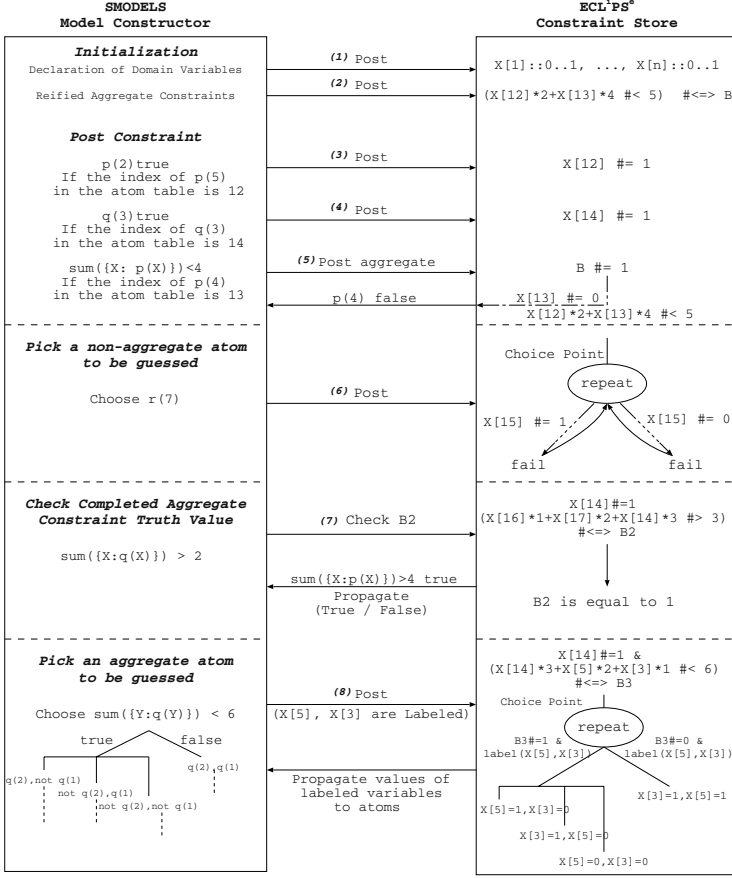 SMODELS
Model Constructor
ECLⁱPSᵉ
Constraint Store
Initialization
Declaration of Domain Variables
(1) Post
X[1]::0..1, ..., X[n]::0..1
Reified Aggregate Constraints
(2) Post
(X[12]*2+X[13]*4 #< 5) #<=> B
Post Constraint
p(2)true
If the index of p(5)
in the atom table is 12
(3) Post
X[12] #= 1
q(3)true
If the index of q(3)
in the atom table is 14
(4) Post
X[14] #= 1
sum({X: p(X)})<4
If the index of p(4)
in the atom table is 13
(5) Post aggregate
B #= 1
p(4) false
X[13] #= 0
X[12]*2+X[13]*4 #< 5
Pick a non-aggregate atom
to be guessed
Choose r(7)
(6) Post
Choice Point
repeat
X[15] #= 1
X[15] #= 0
fail
fail
Check Completed Aggregate
Constraint Truth Value
sum({X:q(X)}) > 2
(7) Check B2
X[14]#=1
(X[16]*1+X[17]*2+X[14]*3 #> 3)
#<=> B2
sum({X:p(X)})>4 true
Propagate
(True / False)
B2 is equal to 1
Pick an aggregate atom
to be guessed
Choose sum({Y:q(Y)}) < 6
(8) Post
(X[5], X[3] are Labeled)
X[14]#=1 &
(X[14]*3+X[5]*2+X[3]*1 #< 6)
#<=> B3
Choice Point
repeat
true
false
q(2),not q(1)
not q(2),q(1)
not q(2),not q(1)
q(2),q(1)
B3#=1 &
label(X[5],X[3])
B3#=0 &
label(X[5],X[3])
Propagate values of
labeled variables
to atoms
X[5]=1,X[3]=0
X[3]=1,X[5]=0
X[5]=0,X[3]=0
X[3]=1,X[5]=1